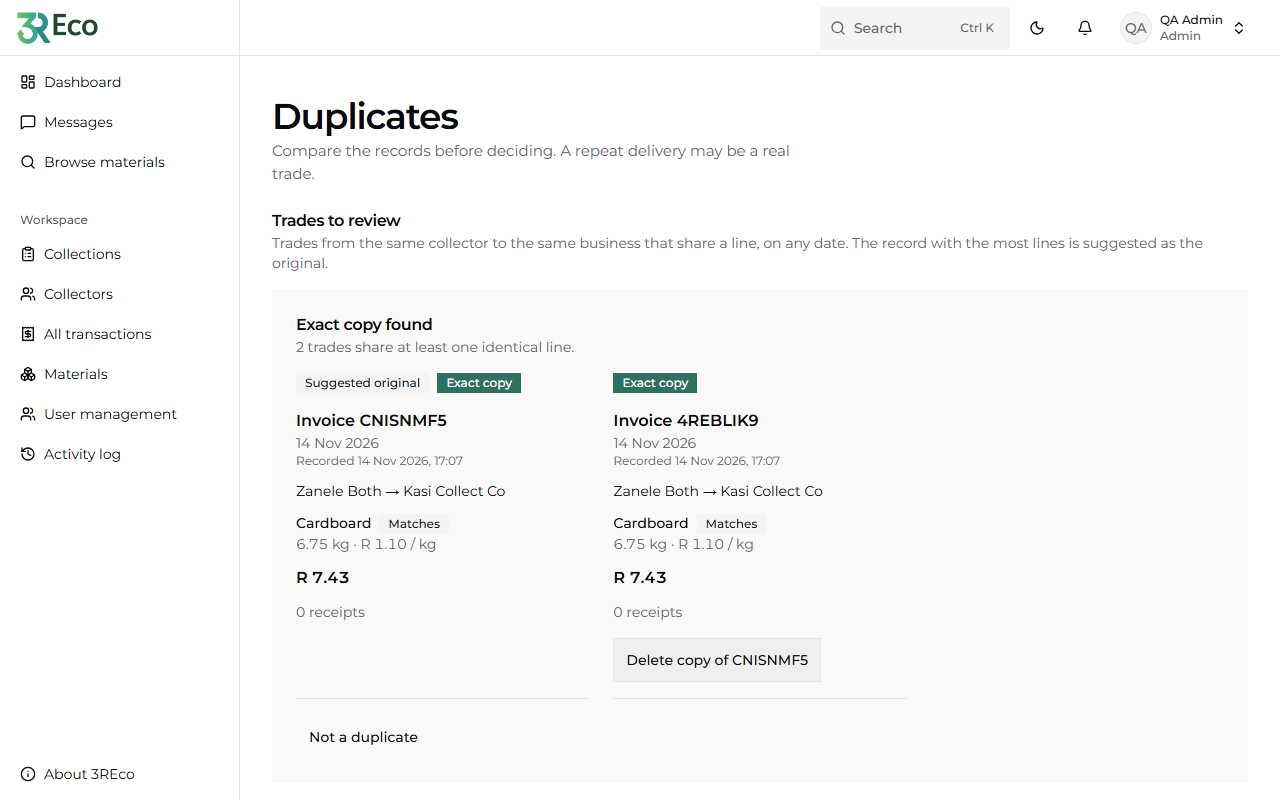 3R Eco
Search Ctrl K
QA
QA Admin
Admin
Dashboard
Messages
Browse materials
Workspace
Collections
Collectors
All transactions
Materials
User management
Activity log
About 3REco
Duplicates
Compare the records before deciding. A repeat delivery may be a real
trade.
Trades to review
Trades from the same collector to the same business that share a line, on any date. The record with the most lines is suggested as the
original.
Exact copy found
2 trades share at least one identical line.
Suggested original Exact copy
Invoice CNISNMF5
14 Nov 2026
Recorded 14 Nov 2026, 17:07
Zanele Both → Kasi Collect Co
Cardboard Matches
6.75 kg · R 1.10 / kg
R 7.43
0 receipts
Exact copy
Invoice 4REBLIK9
14 Nov 2026
Recorded 14 Nov 2026, 17:07
Zanele Both → Kasi Collect Co
Cardboard Matches
6.75 kg · R 1.10 / kg
R 7.43
0 receipts
Delete copy of CNISNMF5
Not a duplicate